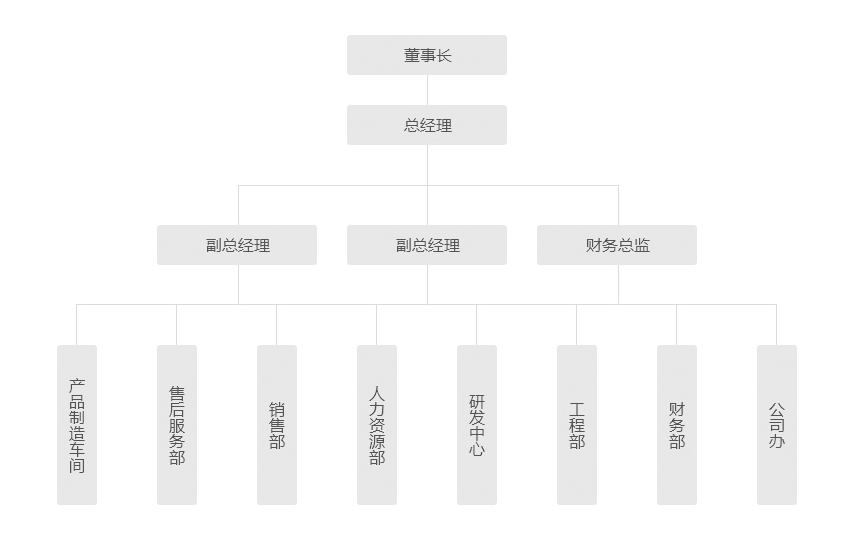 董事长
总经理
副总经理
副总经理
财务总监
产品制造车间
售后服务部
销售部
人力资源部
研发中心
工程部
财务部
公司办